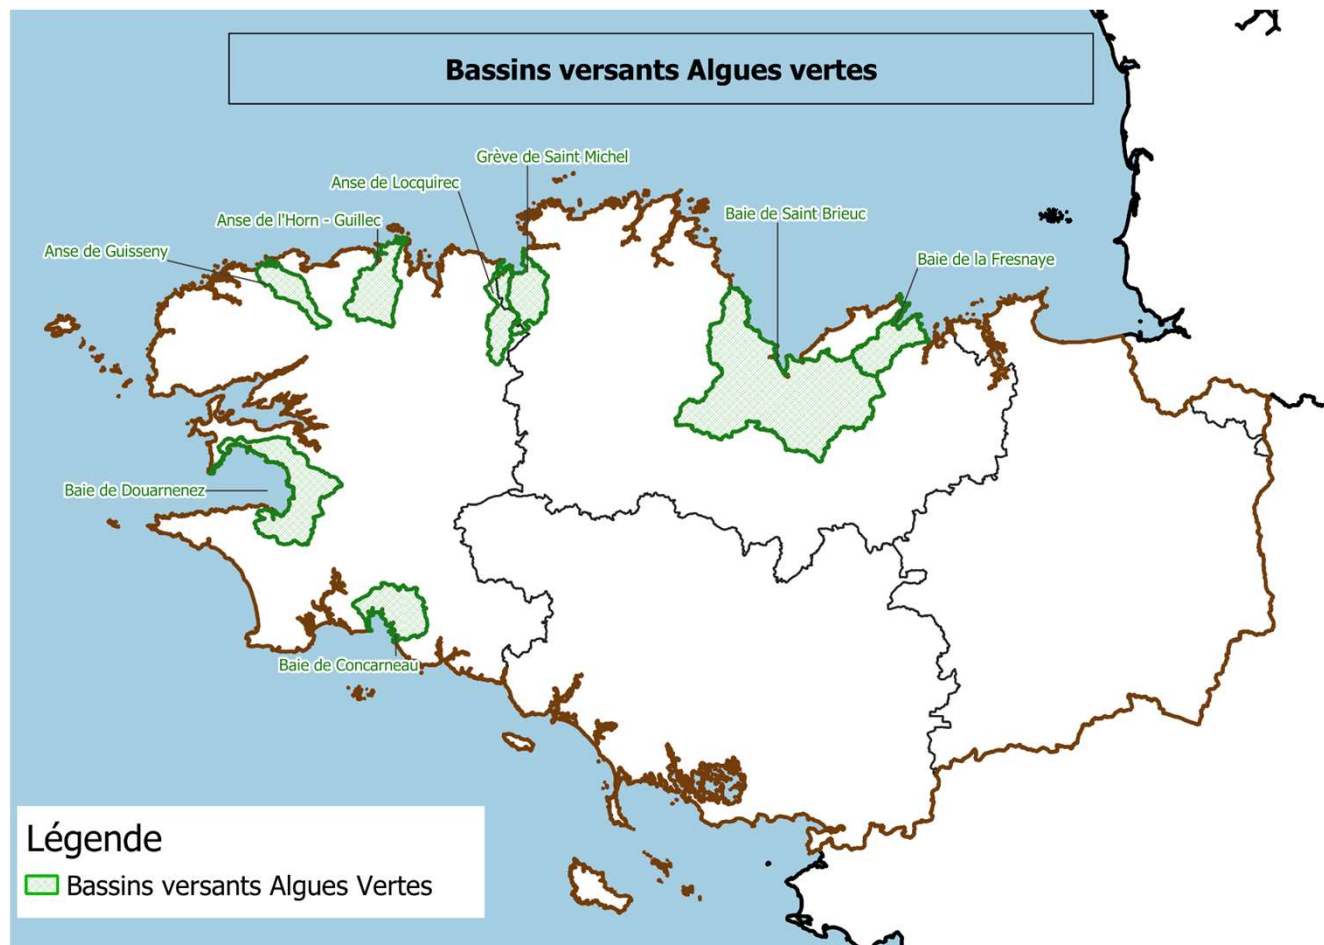 Bassins versants Algues vertes
Grève de Saint Michel
Anse de Locquirec
Anse de l'Horn - Guillec
Baie de Saint Brieuc
Anse de Guisseny
Baie de la Fresnaye
Baie de Douarnenez
Baie de Concarneau
Légende
Bassins versants Algues Vertes